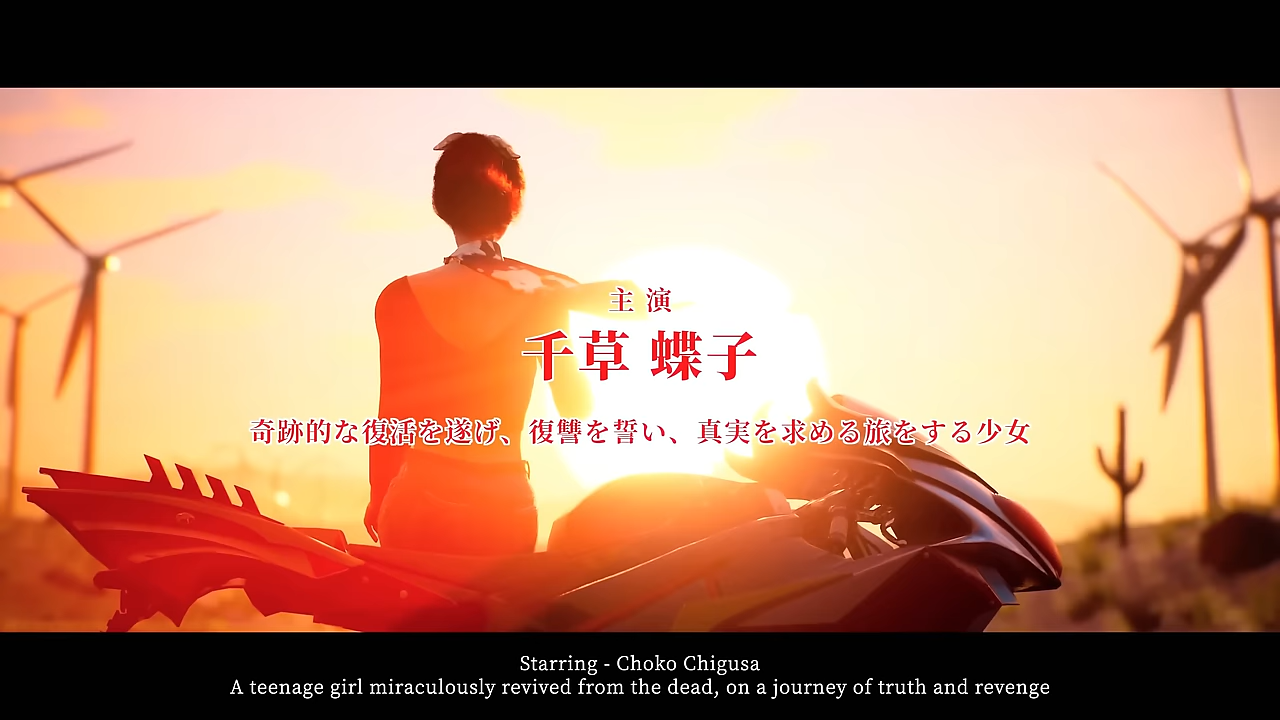 主演
千草 蝶子
奇跡的な復活を遂げ、復讐を誓い、真実を求める旅をする少女
Starring - Choko Chigusa
A teenage girl miraculously revived from the dead, on a journey of truth and revenge